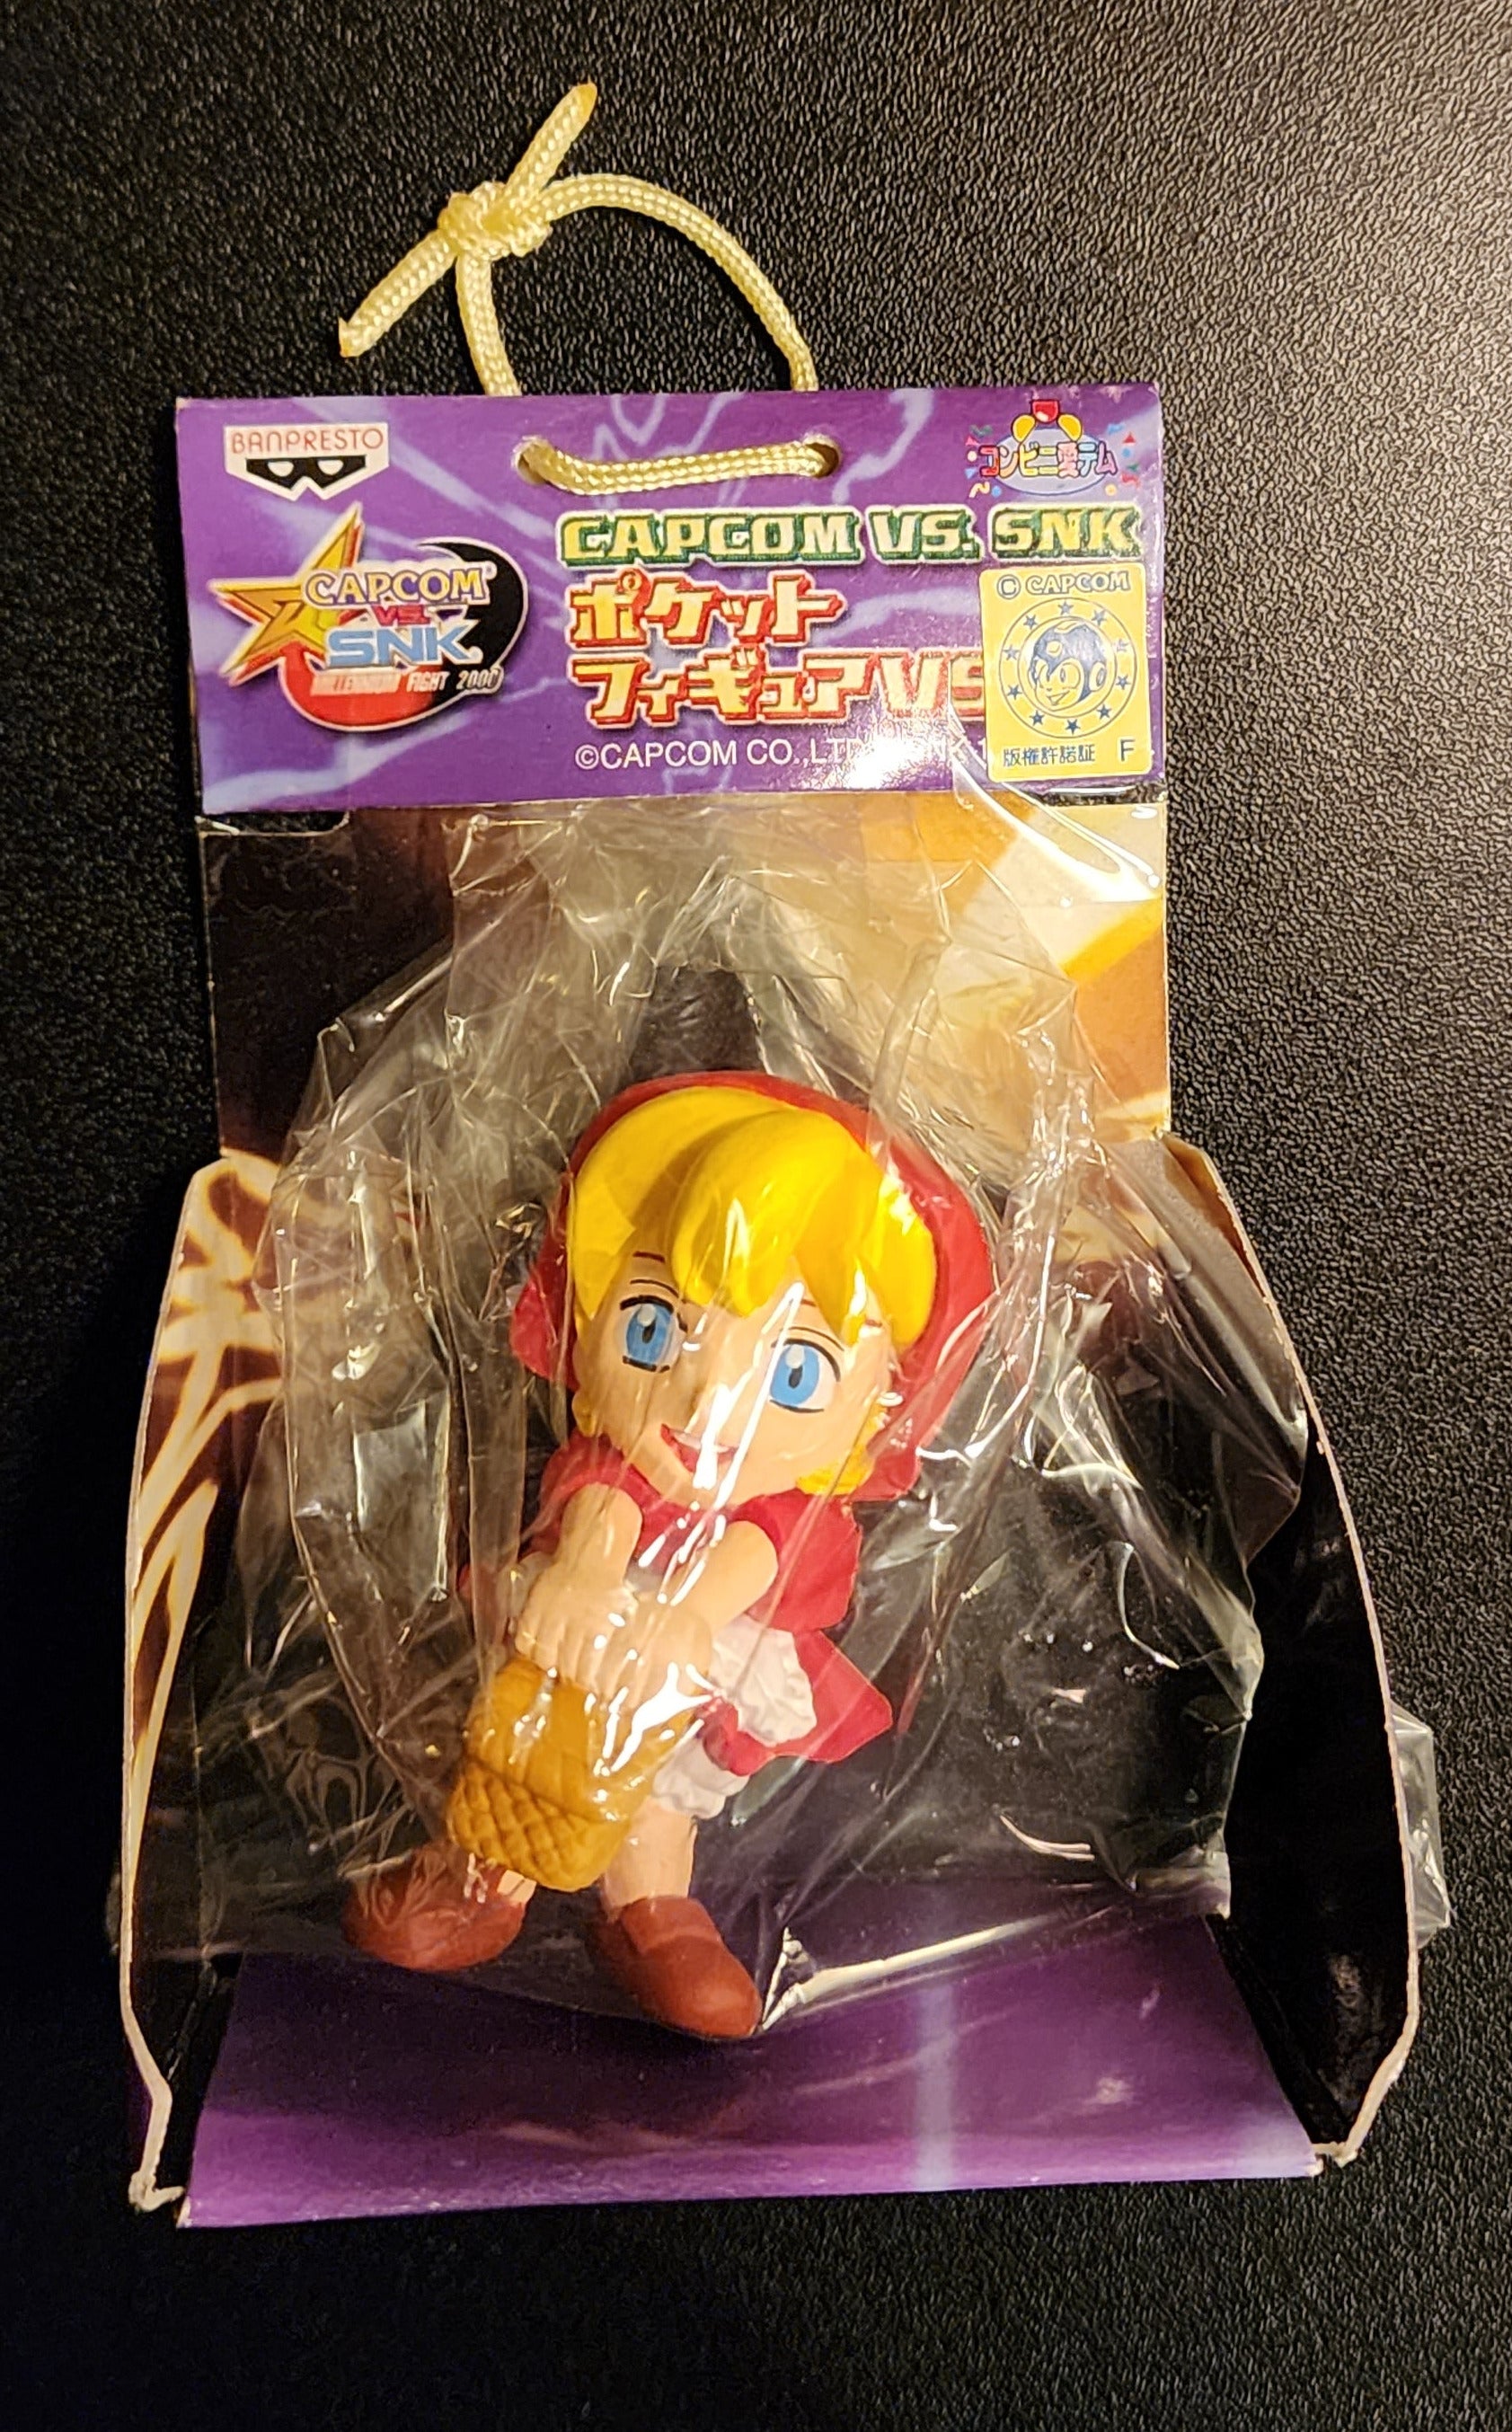 BANPRESTO
コンビニ愛テム
CAPCOM VS. SNK
MILLENNIUM FIGHT 2000
CAPCOM VS. SNK
ポケット
フィギュアVS
©CAPCOM CO.,LTD.
© CAPCOM
版権許諾証 F